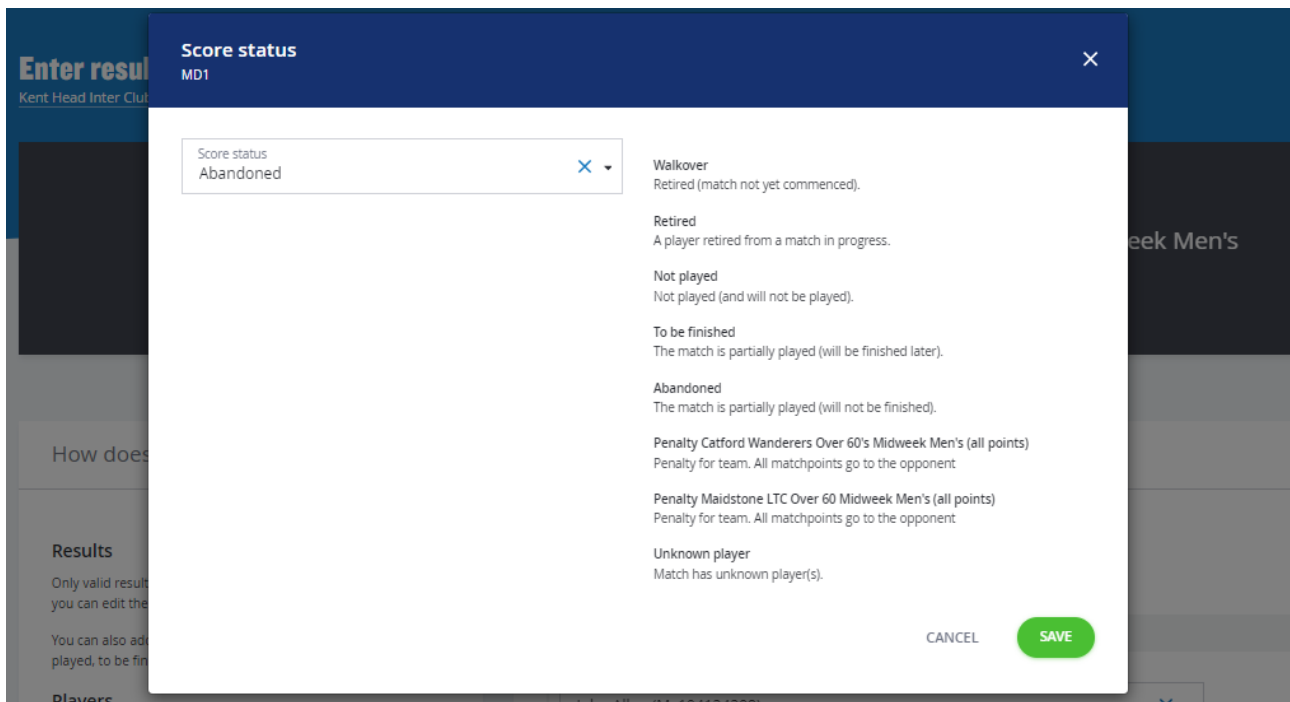 Enter resul
Kent Head Inter Clu
Score status
MD1
Score status
Abandoned
Walkover
Retired (match not yet commenced).
Retired
A player retired from a match in progress.
Not played
Not played (and will not be played).
To be finished
The match is partially played (will be finished later).
Abandoned
The match is partially played (will not be finished).
Penalty Catford Wanderers Over 60's Midweek Men's (all points)
Penalty for team. All matchpoints go to the opponent
Penalty Maidstone LTC Over 60 Midweek Men's (all points)
Penalty for team. All matchpoints go to the opponent
Unknown player
Match has unknown player(s).
CANCEL
SAVE
eek Men's
How does
Results
Only valid result
you can edit the
You can also add
played, to be fin
Players